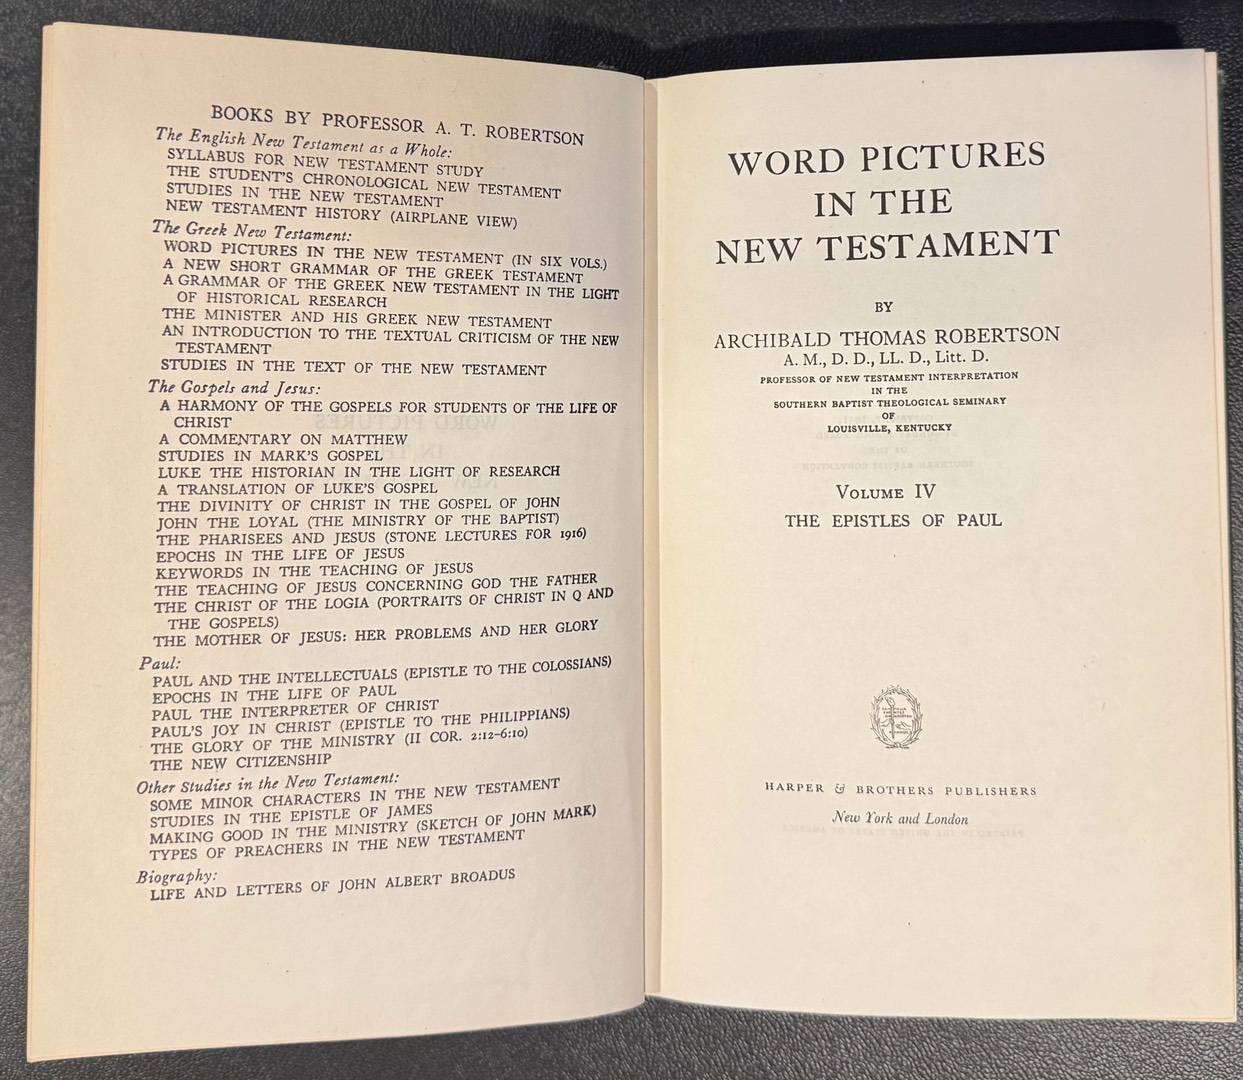 BOOKS BY PROFESSOR A. T. ROBERTSON
The English New Testament as a Whole:
SYLLABUS FOR NEW TESTAMENT STUDY
THE STUDENT'S CHRONOLOGICAL NEW TESTAMENT
STUDIES IN THE NEW TESTAMENT
NEW TESTAMENT HISTORY (AIRPLANE VIEW)
The Greek New Testament:
WORD PICTURES IN THE NEW TESTAMENT (IN SIX VOLS.)
A NEW SHORT GRAMMAR OF THE GREEK TESTAMENT
A GRAMMAR OF THE GREEK NEW TESTAMENT IN THE LIGHT
OF HISTORICAL RESEARCH
THE MINISTER AND HIS GREEK NEW TESTAMENT
AN INTRODUCTION TO THE TEXTUAL CRITICISM OF THE NEW
TESTAMENT
STUDIES IN THE TEXT OF THE NEW TESTAMENT
The Gospels and Jesus:
A HARMONY OF THE GOSPELS FOR STUDENTS OF THE LIFE OF
CHRIST
A COMMENTARY ON MATTHEW
STUDIES IN MARK'S GOSPEL
LUKE THE HISTORIAN IN THE LIGHT OF RESEARCH
A TRANSLATION OF LUKE'S GOSPEL
THE DIVINITY OF CHRIST IN THE GOSPEL OF JOHN
JOHN THE LOYAL (THE MINISTRY OF THE BAPTIST)
THE PHARISEES AND JESUS (STONE LECTURES FOR 1916)
EPOCHS IN THE LIFE OF JESUS
KEYWORDS IN THE TEACHING OF JESUS
THE TEACHING OF JESUS CONCERNING GOD THE FATHER
THE CHRIST OF THE LOGIA (PORTRAITS OF CHRIST IN Q AND
THE GOSPELS)
THE MOTHER OF JESUS: HER PROBLEMS AND HER GLORY
Paul:
PAUL AND THE INTELLECTUALS (EPISTLE TO THE COLOSSIANS)
EPOCHS IN THE LIFE OF PAUL
PAUL THE INTERPRETER OF CHRIST
PAUL'S JOY IN CHRIST (EPISTLE TO THE PHILIPPIANS)
THE GLORY OF THE MINISTRY (II COR. 2:12–6:10)
THE NEW CITIZENSHIP
Other Studies in the New Testament:
SOME MINOR CHARACTERS IN THE NEW TESTAMENT
STUDIES IN THE EPISTLE OF JAMES
MAKING GOOD IN THE MINISTRY (SKETCH OF JOHN MARK)
TYPES OF PREACHERS IN THE NEW TESTAMENT
Biography:
LIFE AND LETTERS OF JOHN ALBERT BROADUS
WORD PICTURES
IN THE
NEW TESTAMENT
BY
ARCHIBALD THOMAS ROBERTSON
A. M., D. D., LL. D., Litt. D.
PROFESSOR OF NEW TESTAMENT INTERPRETATION
IN THE
SOUTHERN BAPTIST THEOLOGICAL SEMINARY
OF
LOUISVILLE, KENTUCKY
VOLUME IV
THE EPISTLES OF PAUL
HARPER & BROTHERS PUBLISHERS
New York and London